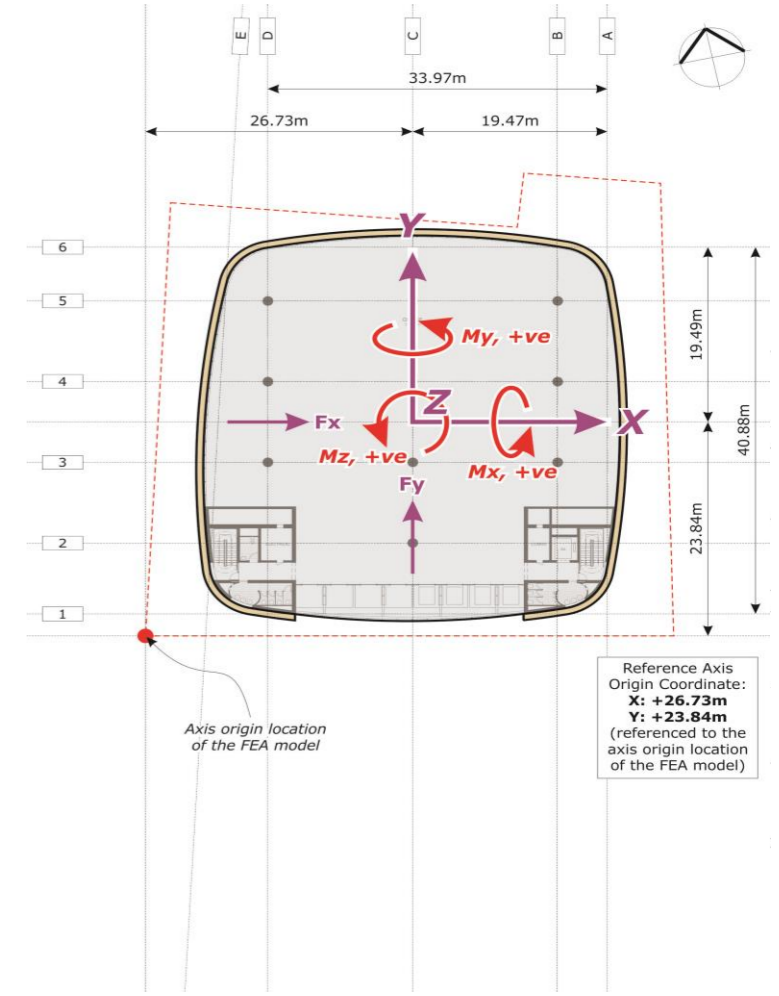 E
D
C
B
A
33.97m
26.73m
19.47m
6
5
4
3
2
1
Y
My, +ve
19.49m
40.88m
Z
X
Fx
Mz, +ve
Mx, +ve
Fy
23.84m
Axis origin location
of the FEA model
Reference Axis
Origin Coordinate:
X: +26.73m
Y: +23.84m
(referenced to the
axis origin location
of the FEA model)